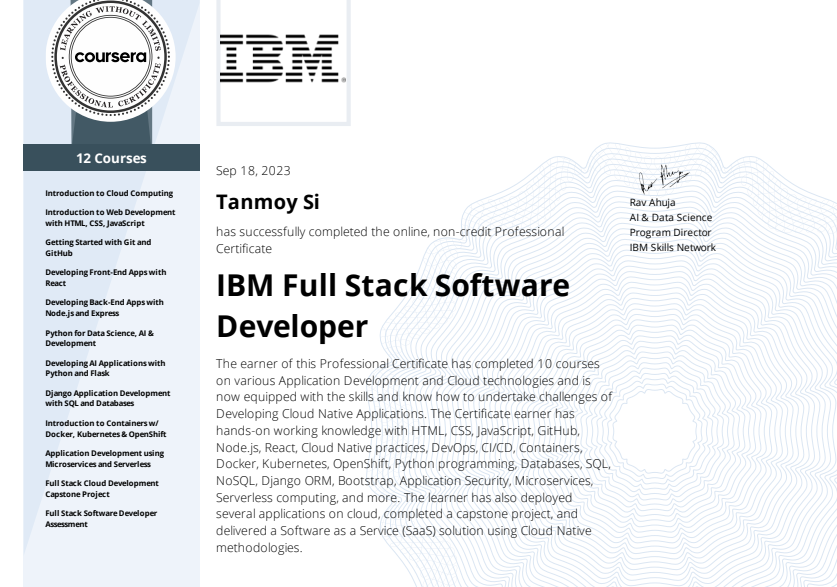 LEARNING WITHOUT LIMITS
coursera
PROFESSIONAL CERTIFICATE
IBM
12 Courses
Introduction to Cloud Computing
Introduction to Web Development
with HTML, CSS, JavaScript
Getting Started with Git and
GitHub
Developing Front-End Apps with
React
Developing Back-End Apps with
Node.js and Express
Python for Data Science, AI &
Development
Developing AI Applications with
Python and Flask
Django Application Development
with SQL and Databases
Introduction to Containers w/
Docker, Kubernetes & OpenShift
Application Development using
Microservices and Serverless
Full Stack Cloud Development
Capstone Project
Full Stack Software Developer
Assessment
Sep 18, 2023
Tanmoy Si
has successfully completed the online, non-credit Professional
Certificate
IBM Full Stack Software
Developer
The earner of this Professional Certificate has completed 10 courses
on various Application Development and Cloud technologies and is
now equipped with the skills and know how to undertake challenges of
Developing Cloud Native Applications. The Certificate earner has
hands-on working knowledge with HTML, CSS, JavaScript, GitHub,
Node.js, React, Cloud Native practices, DevOps, CI/CD, Containers,
Docker, Kubernetes, OpenShift, Python programming, Databases, SQL,
NoSQL, Django ORM, Bootstrap, Application Security, Microservices,
Serverless computing, and more. The learner has also deployed
several applications on cloud, completed a capstone project, and
delivered a Software as a Service (SaaS) solution using Cloud Native
methodologies.
Rav Ahuja
Rav Ahuja
AI & Data Science
Program Director
IBM Skills Network